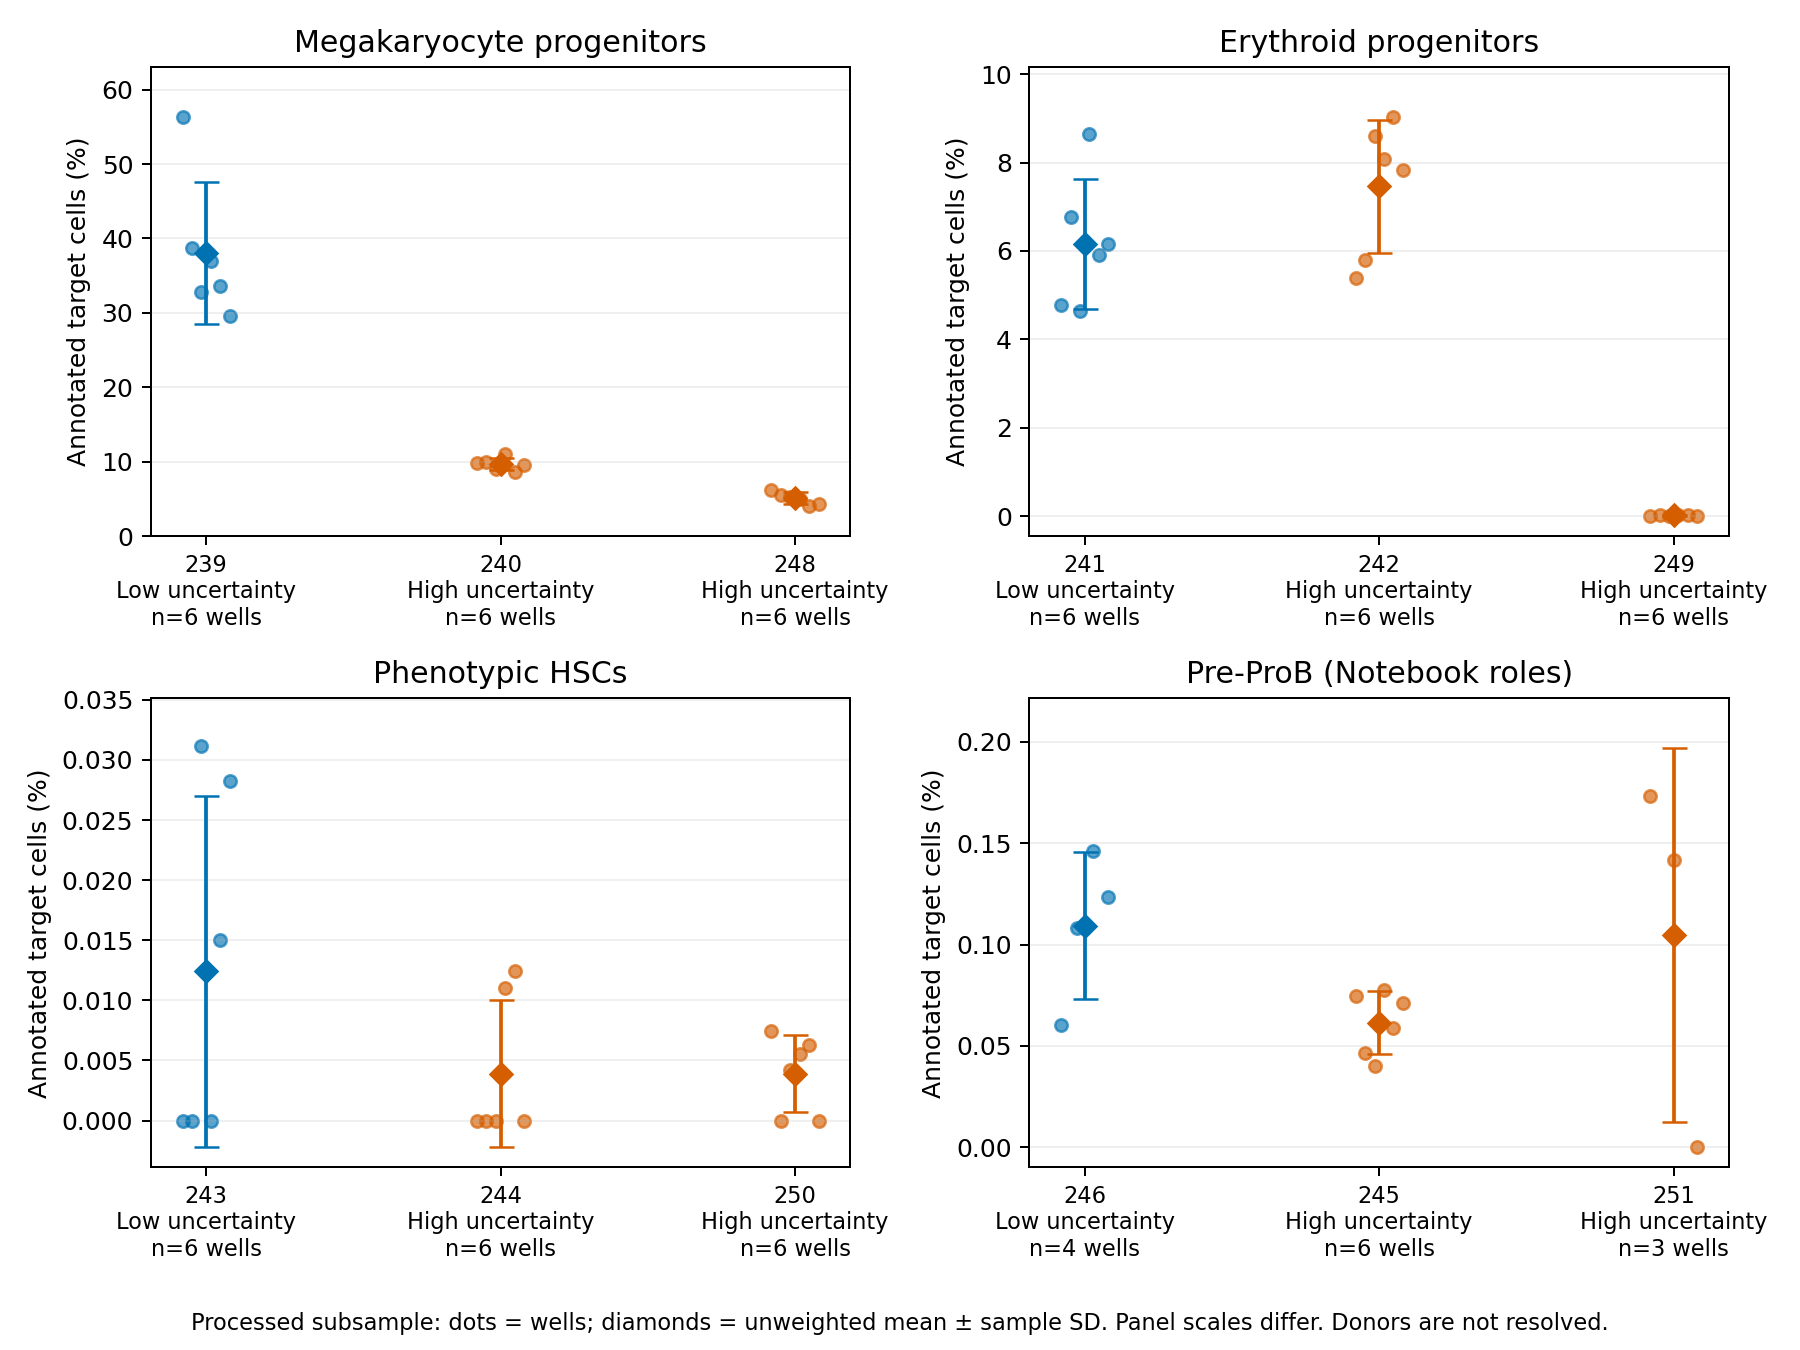 Megakaryocyte progenitors
Annotated target cells (%)
60
50
40
30
20
10
0
239
Low uncertainty
n=6 wells
240
High uncertainty
n=6 wells
248
High uncertainty
n=6 wells
Erythroid progenitors
Annotated target cells (%)
10
8
6
4
2
0
241
Low uncertainty
n=6 wells
242
High uncertainty
n=6 wells
249
High uncertainty
n=6 wells
Phenotypic HSCs
Annotated target cells (%)
0.035
0.030
0.025
0.020
0.015
0.010
0.005
0.000
243
Low uncertainty
n=6 wells
244
High uncertainty
n=6 wells
250
High uncertainty
n=6 wells
Pre-ProB (Notebook roles)
Annotated target cells (%)
0.20
0.15
0.10
0.05
0.00
246
Low uncertainty
n=4 wells
245
High uncertainty
n=6 wells
251
High uncertainty
n=3 wells
Processed subsample: dots = wells; diamonds = unweighted mean ± sample SD. Panel scales differ. Donors are not resolved.